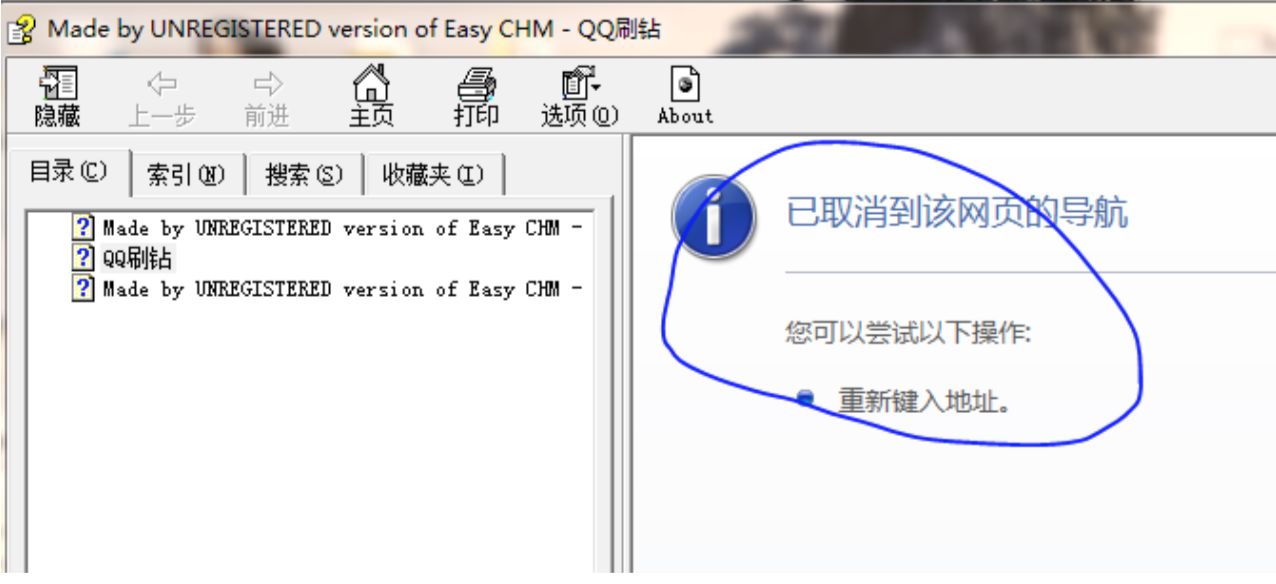 Made by UNREGISTERED version of Easy CHM - QQ刷钻
隐藏 上一步 前进 主页 打印 选项(O) About
目录(C) 索引(N) 搜索(S) 收藏夹(I)
Made by UNREGISTERED version of Easy CHM -
QQ刷钻
Made by UNREGISTERED version of Easy CHM -
已取消到该网页的导航
您可以尝试以下操作:
重新键入地址。